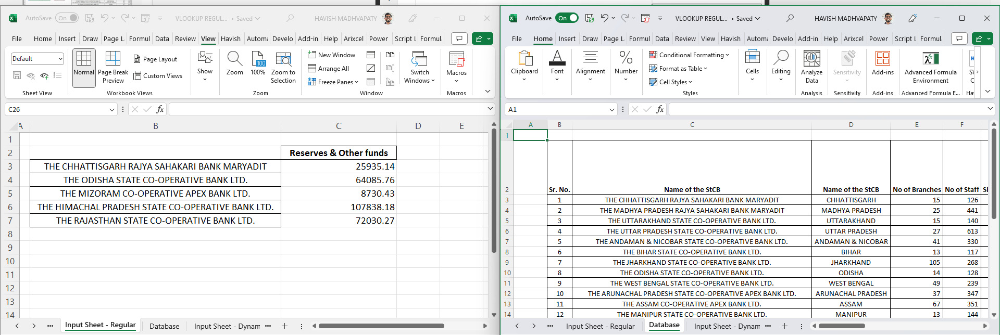 AutoSave Off VLOOKUP REGUL... • Saved HAVISH MADHVAPATY
File Home Insert Draw Page L Formul Data Review View Havish Automa Develo Add-in Help Arixcel Power Script L Formul
Default
Normal
Page Break Preview
Page Layout
Custom Views
Show
Zoom
100%
Zoom to Selection
New Window
Arrange All
Freeze Panes
Switch Windows
Macros
Sheet View Workbook Views Zoom Window Macros
C26 fx
A B C D E
1
2 Reserves & Other funds
3 THE CHHATTISGARH RAJYA SAHAKARI BANK MARYADIT 25935.14
4 THE ODISHA STATE CO-OPERATIVE BANK LTD. 64085.76
5 THE MIZORAM CO-OPERATIVE APEX BANK LTD. 8730.43
6 THE HIMACHAL PRADESH STATE CO-OPERATIVE BANK LTD. 107838.18
7 THE RAJASTHAN STATE CO-OPERATIVE BANK LTD. 72030.27
8
9
10
11
12
13
14
Input Sheet - Regular Database Input Sheet - Dynam
AutoSave On VLOOKUP REGUL... • Saved HAVISH MADHVAPATY
File Home Insert Draw Page L Formul Data Review View Havish Automa Develo Add-in Help Arixcel Power Script L Formul
Clipboard
Font
Alignment
Number
Conditional Formatting
Format as Table
Cell Styles
Cells
Editing
Analyze Data
Sensitivity
Add-ins
Advanced Formula Environment
Styles Analysis Sensitivity Add-ins Advanced Formula E... Ha
A1 fx
A B C D E F
1
2 Sr. No. Name of the StCB Name of the StCB No of Branches No of Staff
3 1 THE CHHATTISGARH RAJYA SAHAKARI BANK MARYADIT CHHATTISGARH 15 126
4 2 THE MADHYA PRADESH RAJYA SAHAKARI BANK MARYADIT MADHYA PRADESH 25 441
5 3 THE UTTARAKHAND STATE CO-OPERATIVE BANK LTD. UTTARAKHAND 15 140
6 4 THE UTTAR PRADESH STATE CO-OPERATIVE BANK LTD. UTTAR PRADESH 27 613
7 5 THE ANDAMAN & NICOBAR STATE CO-OPERATIVE BANK LTD. ANDAMAN & NICOBAR 41 330
8 6 THE BIHAR STATE CO-OPERATIVE BANK LTD. BIHAR 13 117
9 7 THE JHARKHAND STATE CO-OPERATIVE BANK LTD. JHARKHAND 105 268
10 8 THE ODISHA STATE CO-OPERATIVE BANK LTD. ODISHA 14 128
11 9 THE WEST BENGAL STATE CO-OPERATIVE BANK LTD. WEST BENGAL 49 239
12 10 THE ARUNACHAL PRADESH STATE CO-OPERATIVE APEX BANK LTD. ARUNACHAL PRADESH 37 347
13 11 THE ASSAM CO-OPERATIVE APEX BANK LTD. ASSAM 67 351
14 12 THE MANIPUR STATE CO-OPERATIVE BANK LTD. MANIPUR 13 144
Input Sheet - Regular Database Input Sheet - Dynam